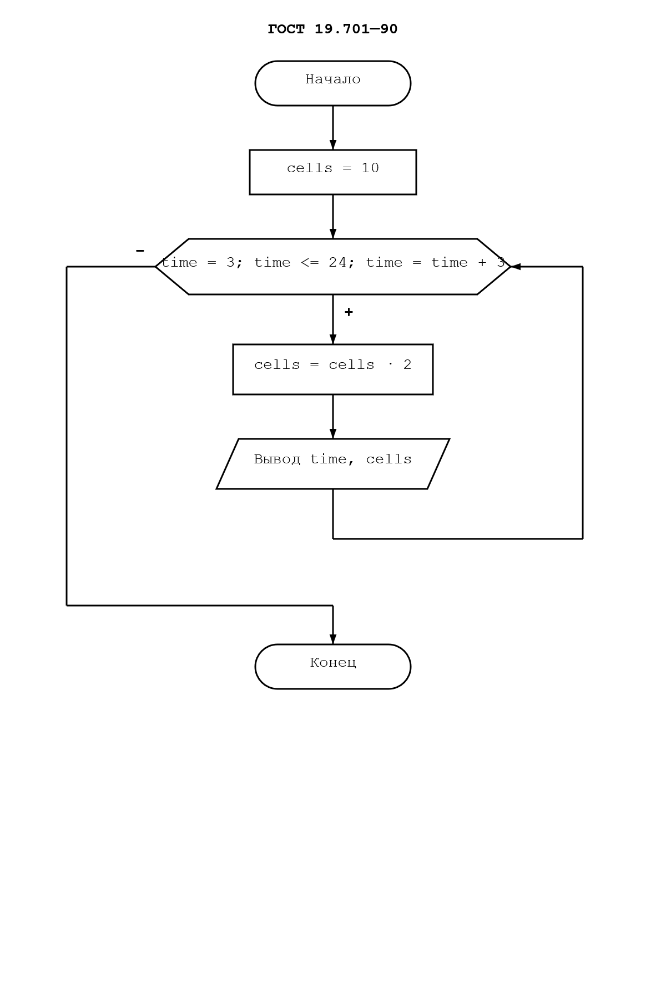 ГОСТ 19.701—90
Начало
cells = 10
–
time = 3; time <= 24; time = time + 3
+
cells = cells · 2
Вывод time, cells
Конец